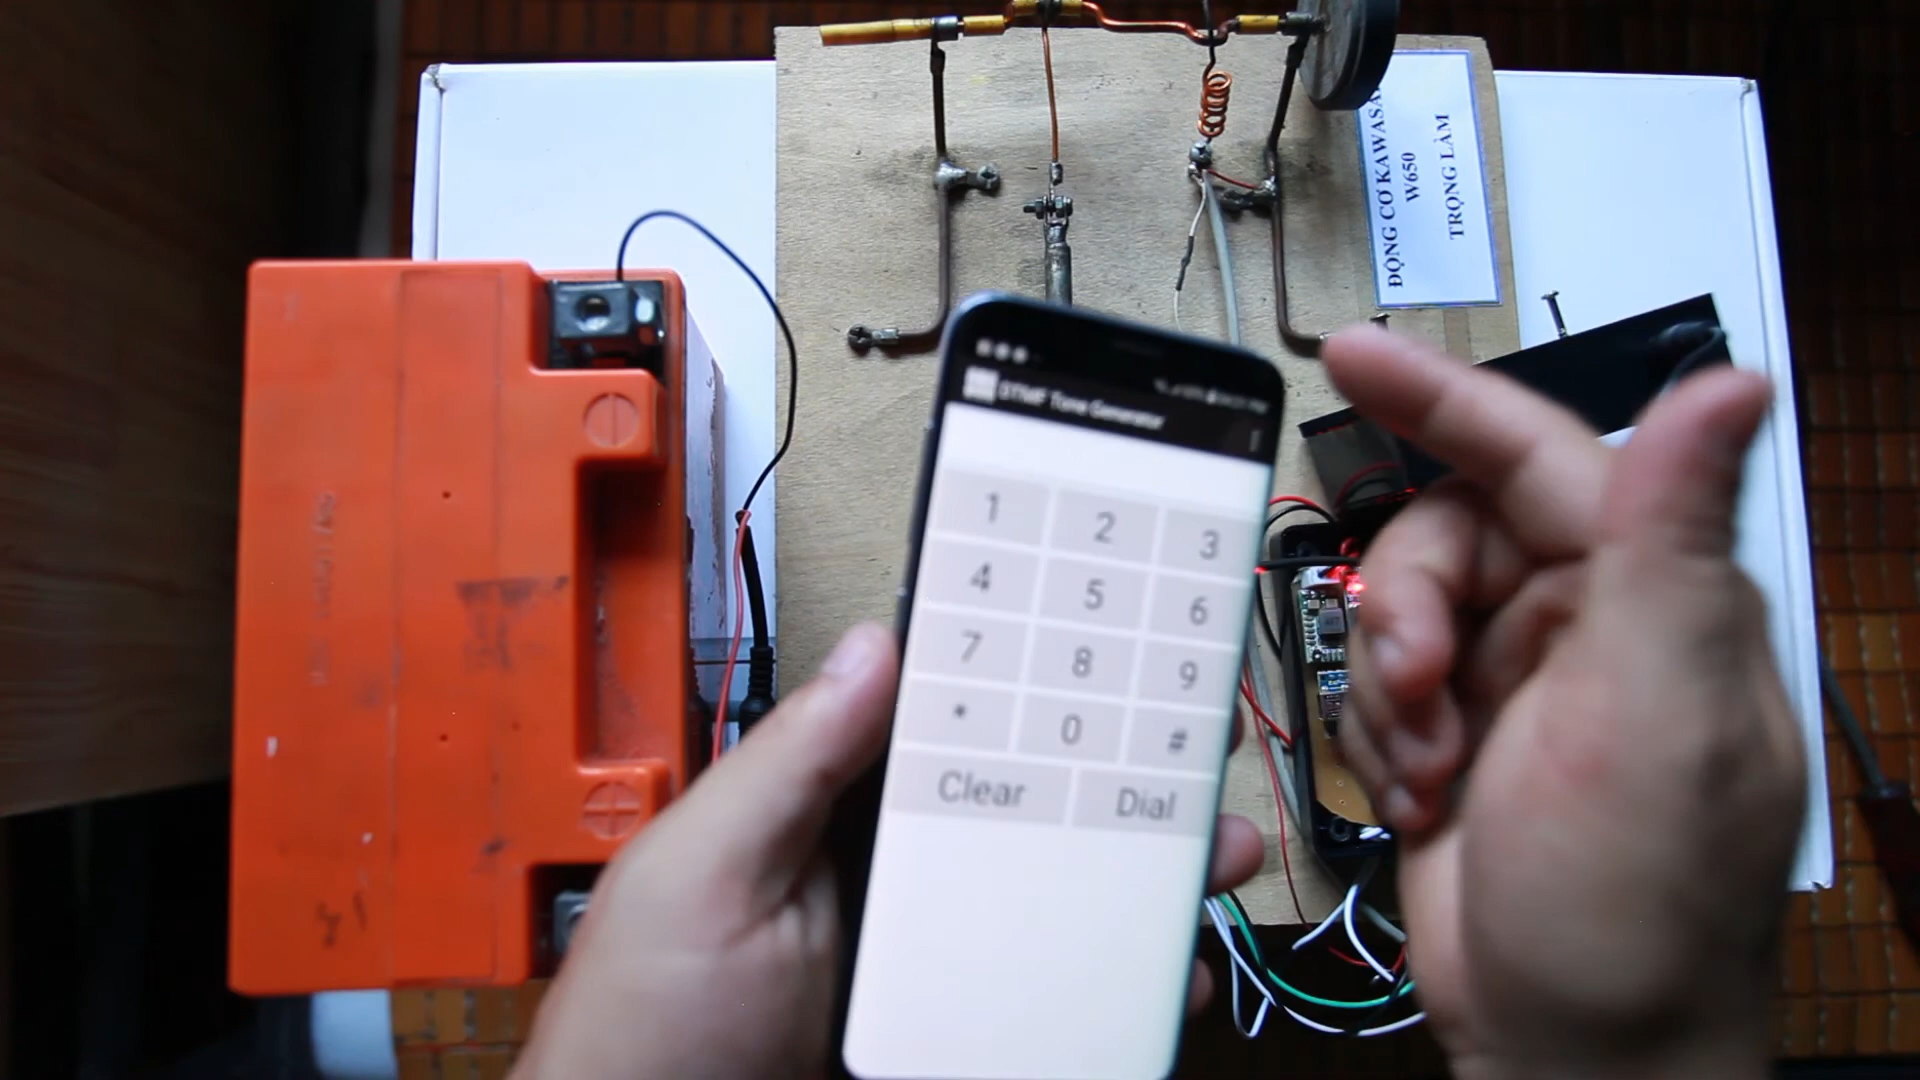 ĐỘNG CƠ KAWASA
W650
TRỌNG LÀM
DTMF Tone Generator
1 2 3
4 5 6
7 8 9
* 0 #
Clear Dial